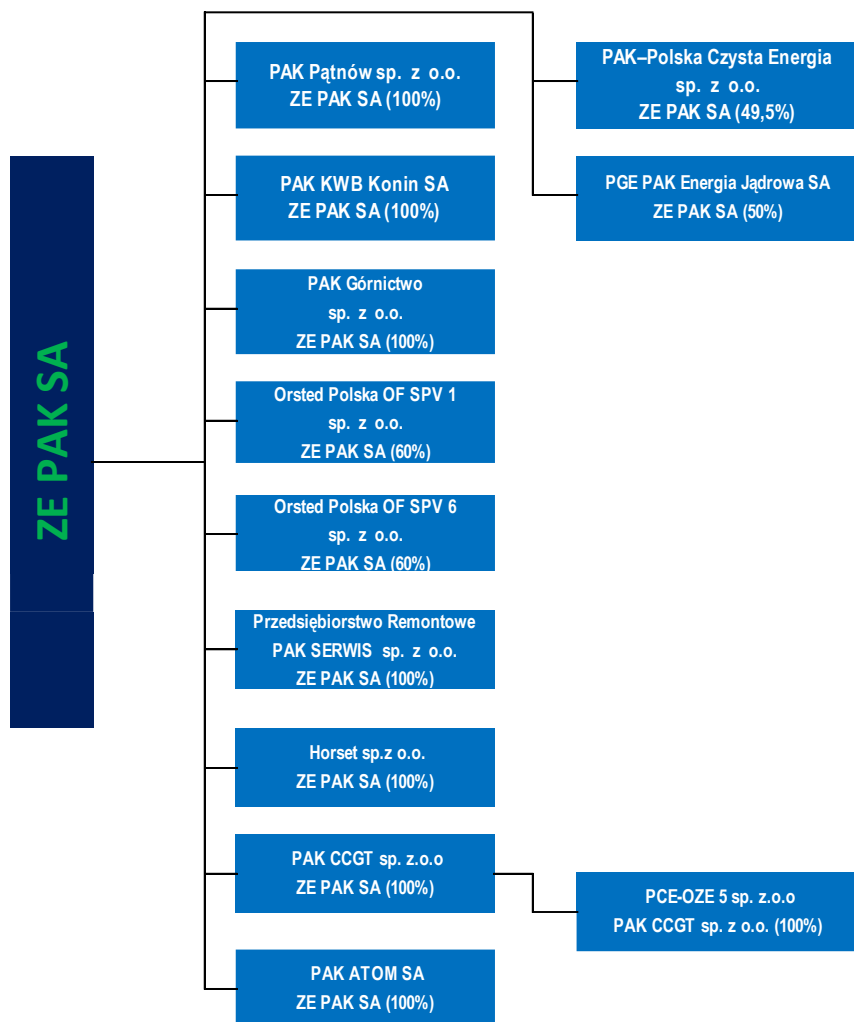 ZE PAK SA
PAK Pątnów sp. z o.o.
ZE PAK SA (100%)
PAK KWB Konin SA
ZE PAK SA (100%)
PAK Górnictwo
sp. z o.o.
ZE PAK SA (100%)
Orsted Polska OF SPV 1
sp. z o.o.
ZE PAK SA (60%)
Orsted Polska OF SPV 6
sp. z o.o.
ZE PAK SA (60%)
Przedsiębiorstwo Remontowe
PAK SERWIS sp. z o.o.
ZE PAK SA (100%)
Horset sp.z o.o.
ZE PAK SA (100%)
PAK CCGT sp. z.o.o
ZE PAK SA (100%)
PAK ATOM SA
ZE PAK SA (100%)
PAK–Polska Czysta Energia
sp. z o.o.
ZE PAK SA (49,5%)
PGE PAK Energia Jądrowa SA
ZE PAK SA (50%)
PCE-OZE 5 sp. z.o.o
PAK CCGT sp. z o.o. (100%)